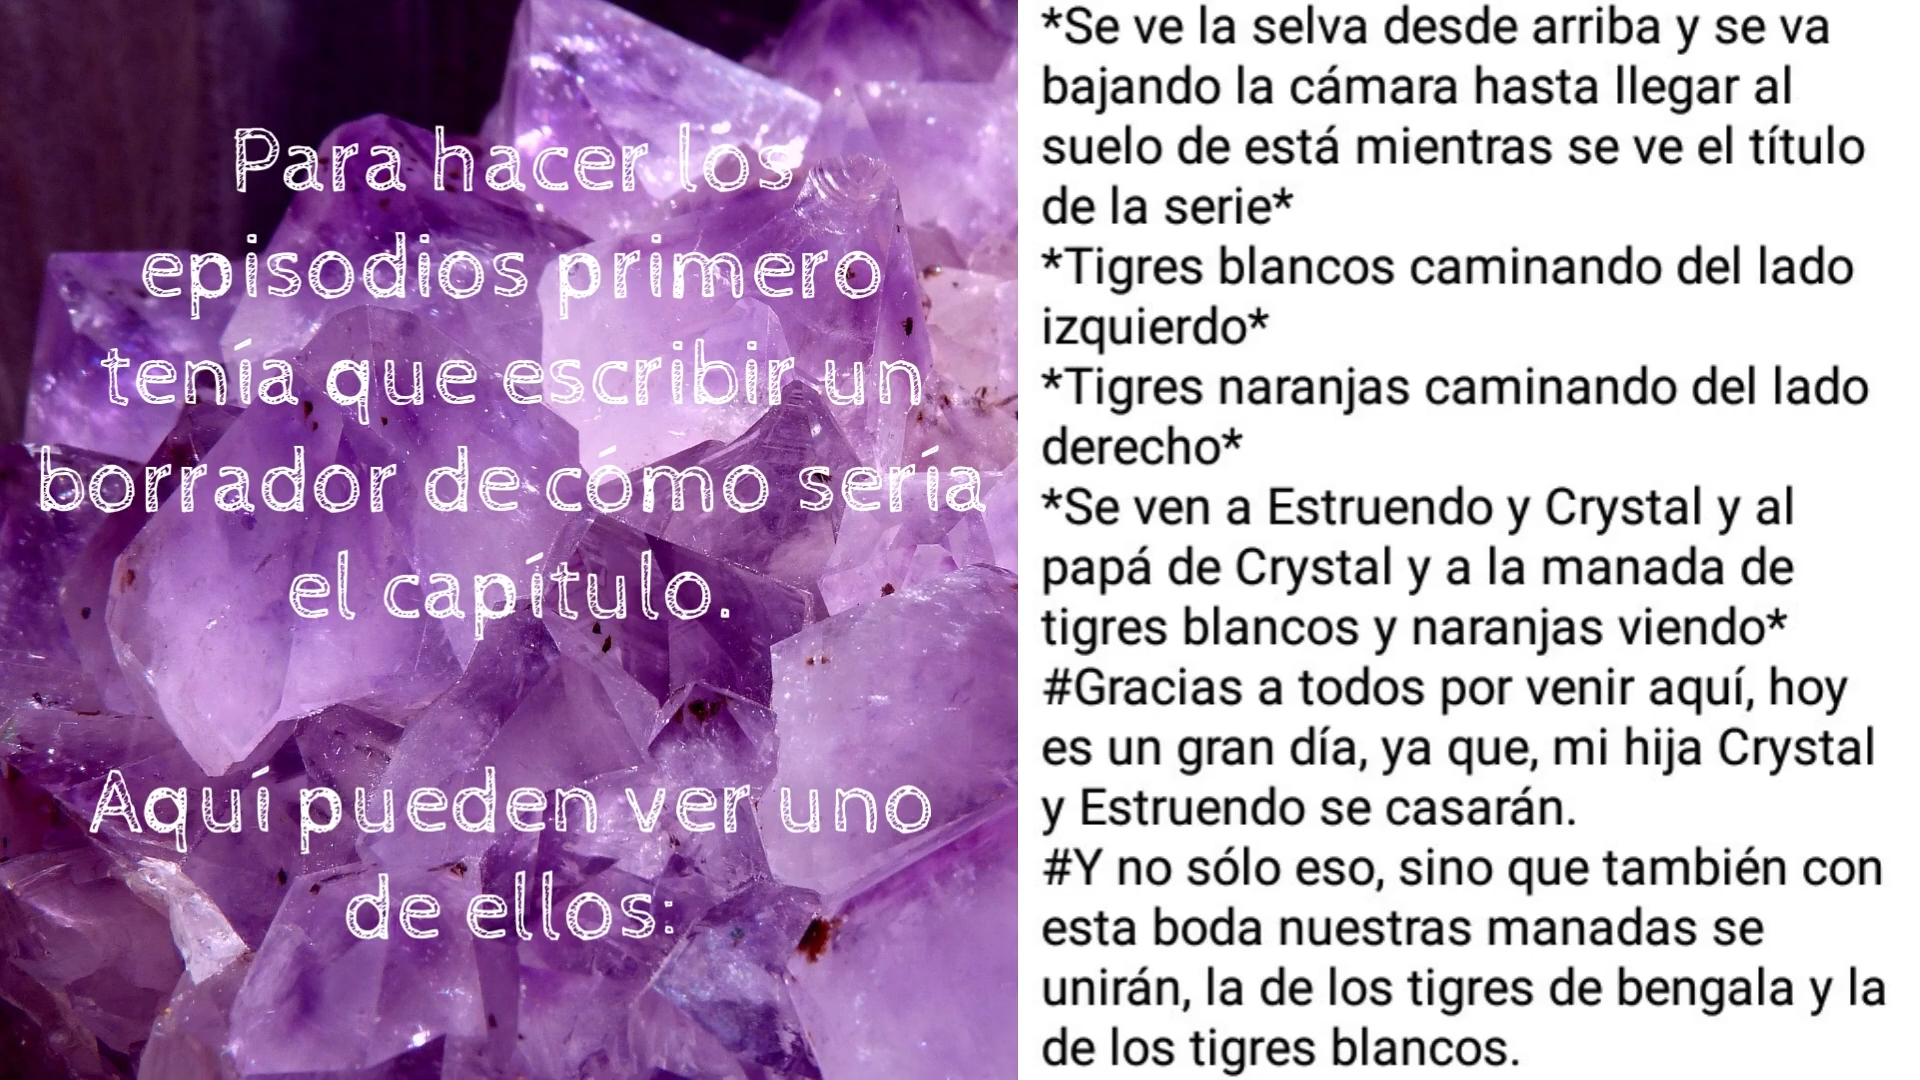 Para hacer los
episodios primero
tenía que escribir un
borrador de cómo sería
el capítulo.
Aquí pueden ver uno
de ellos:
*Se ve la selva desde arriba y se va
bajando la cámara hasta llegar al
suelo de está mientras se ve el título
de la serie*
*Tigres blancos caminando del lado
izquierdo*
*Tigres naranjas caminando del lado
derecho*
*Se ven a Estruendo y Crystal y al
papá de Crystal y a la manada de
tigres blancos y naranjas viendo*
#Gracias a todos por venir aquí, hoy
es un gran día, ya que, mi hija Crystal
y Estruendo se casarán.
#Y no sólo eso, sino que también con
esta boda nuestras manadas se
unirán, la de los tigres de bengala y la
de los tigres blancos.